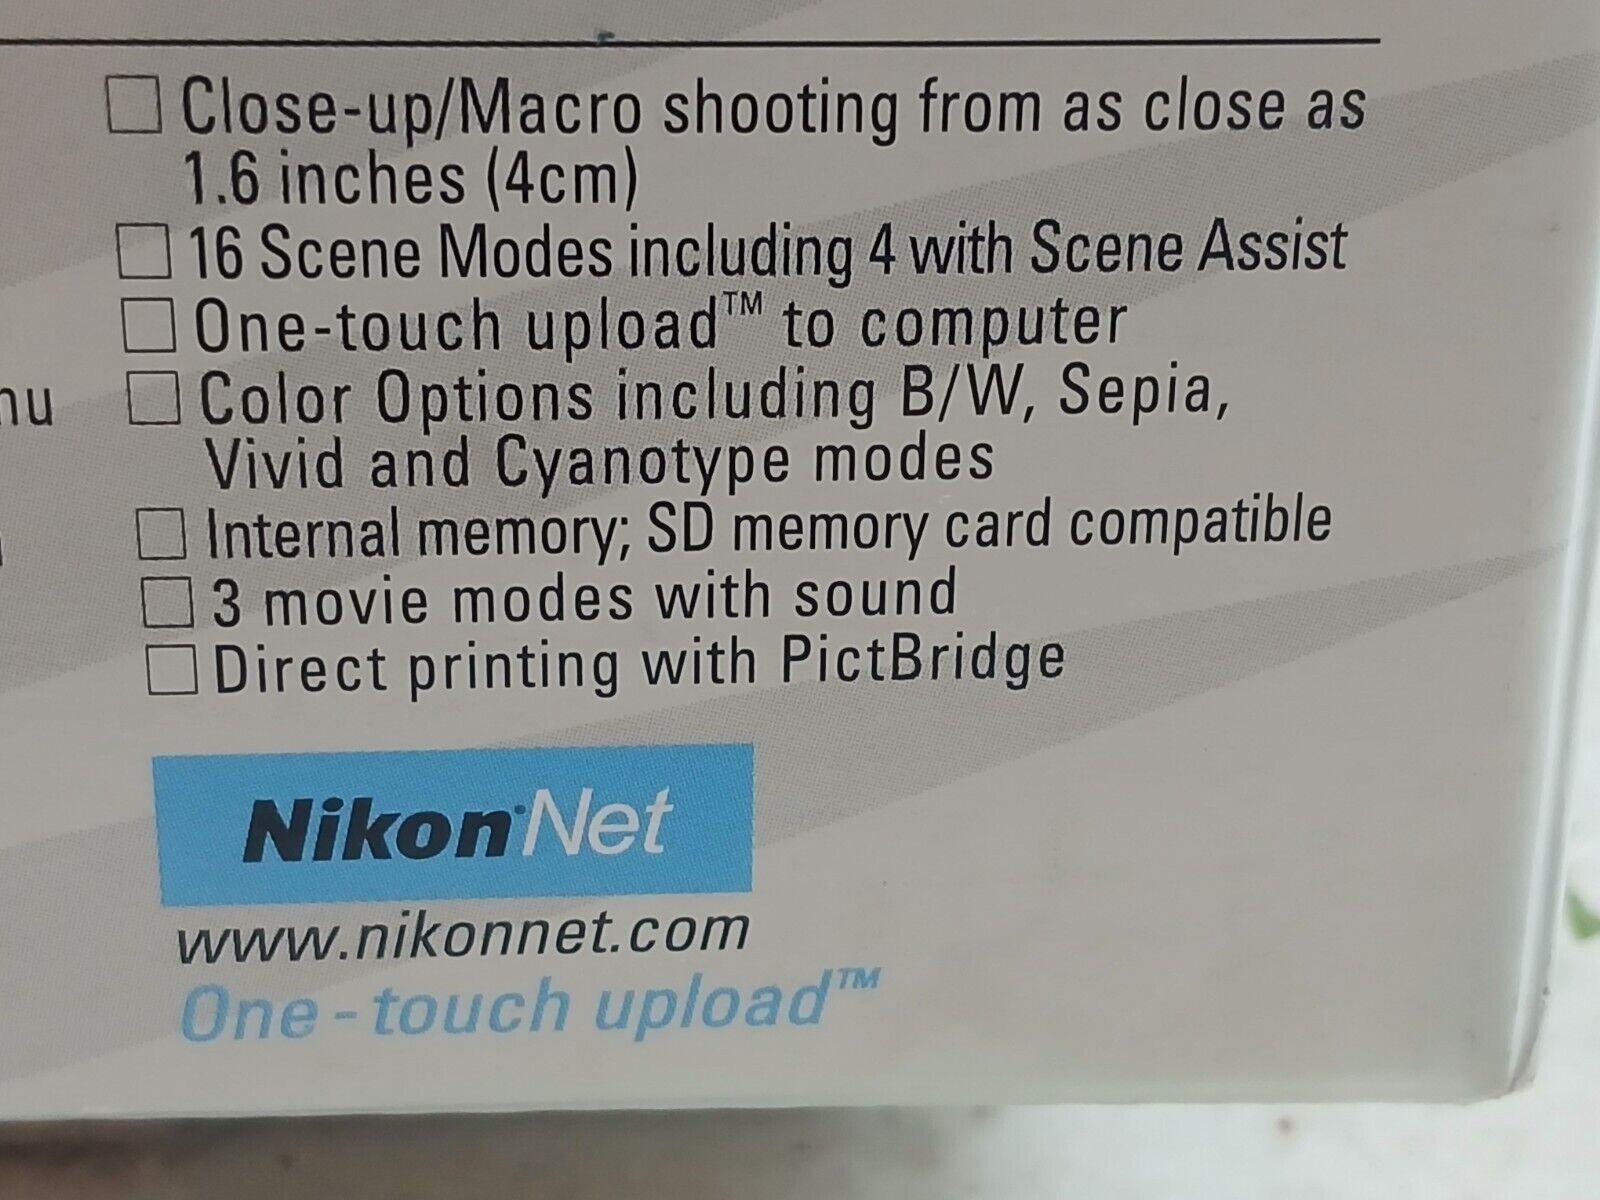 ☐ Close-up/Macro shooting from as close as
1.6 inches (4cm)
☐ 16 Scene Modes including 4 with Scene Assist
☐ One-touch upload™ to computer
☐ Color Options including B/W, Sepia,
Vivid and Cyanotype modes
☐ Internal memory; SD memory card compatible
☐ 3 movie modes with sound
☐ Direct printing with PictBridge
Nikon Net
www.nikonnet.com
One-touch upload™